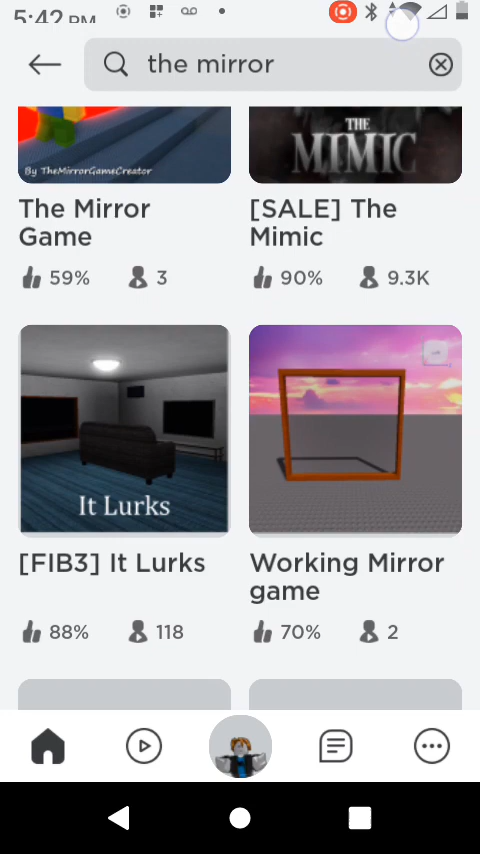 5:42 PM
the mirror
By TheMirrorGameCreator
THE
MIMIC
The Mirror
Game
59%
3
[SALE] The
Mimic
90%
9.3K
It Lurks
[FIB3] It Lurks
88%
118
Working Mirror
game
70%
2